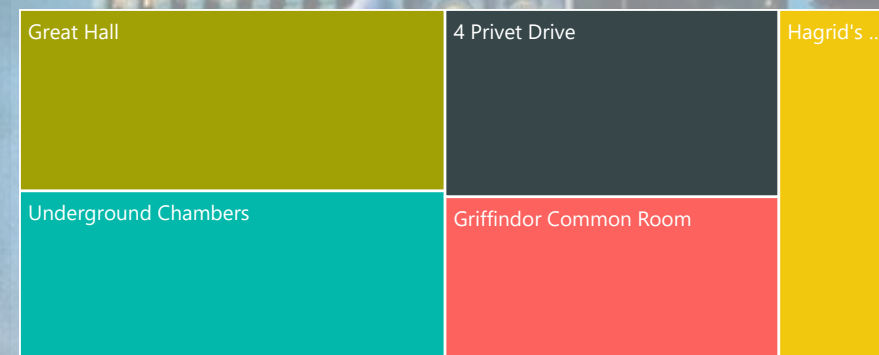 Great Hall
4 Privet Drive
Hagrid's ...
Underground Chambers
Griffindor Common Room